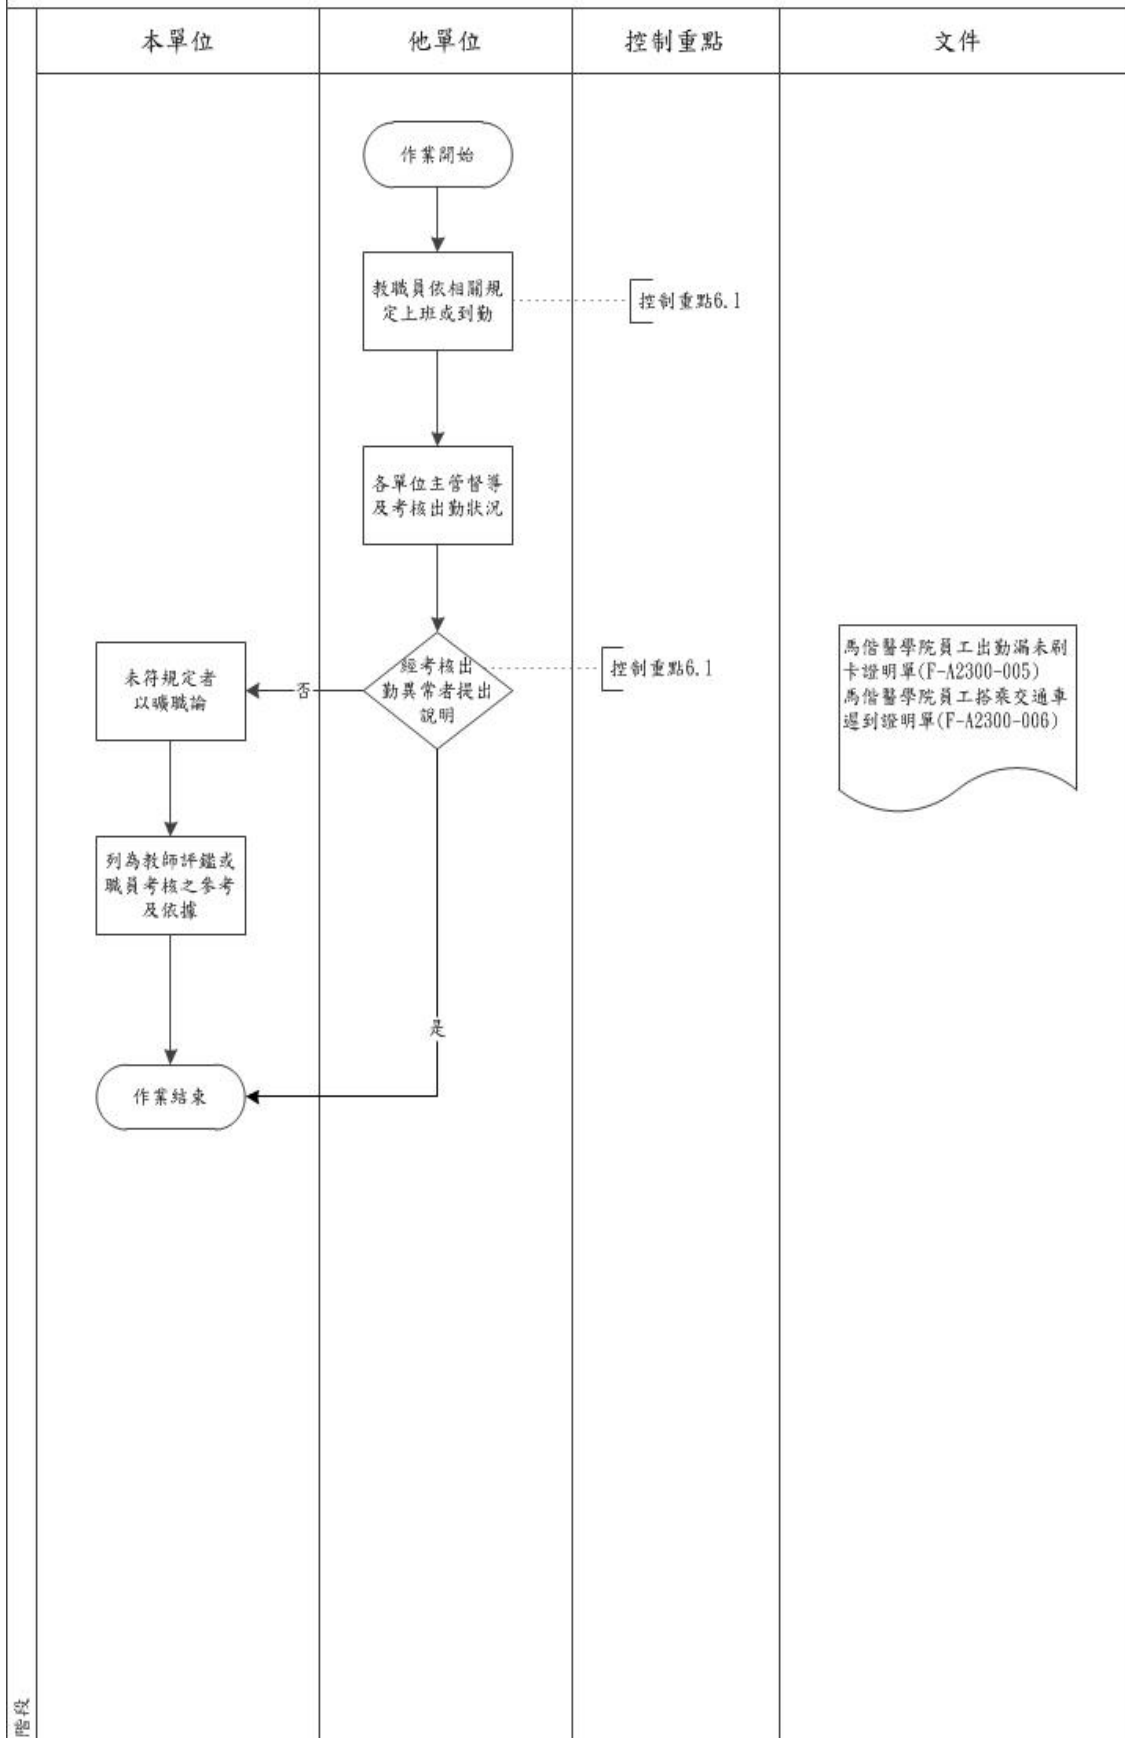 本單位
他單位
控制重點
文件
作業開始
教職員依相關規
定上班或到勤
控制重點6.1
各單位主管督導
及考核出勤狀況
經考核出
勤異常者提出
說明
控制重點6.1
否
未符規定者
以曠職論
馬偕醫學院員工出勤漏未刷
卡證明單(F-A2300-005)
馬偕醫學院員工搭乘交通車
遲到證明單(F-A2300-006)
列為教師評鑑或
職員考核之參考
及依據
是
作業結束
階段